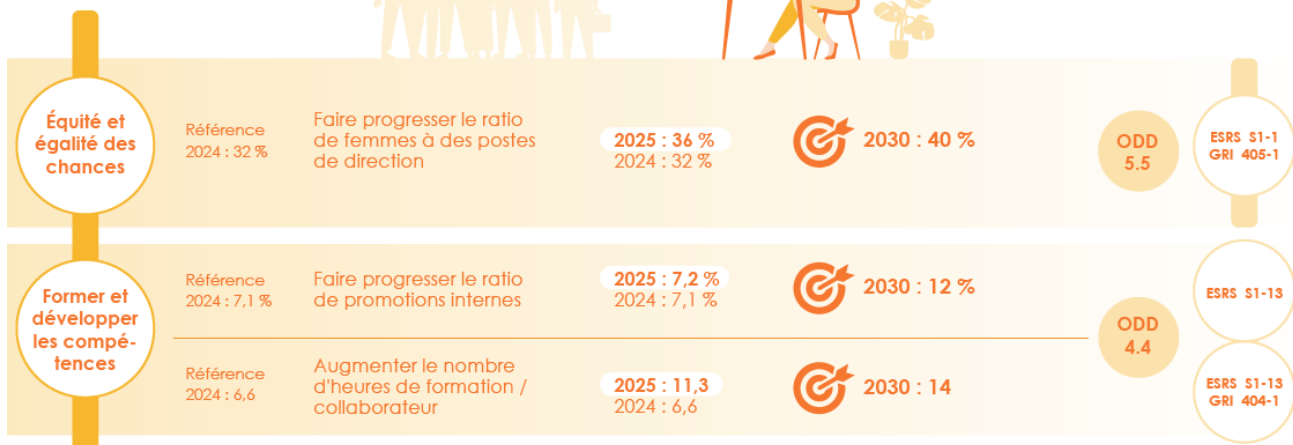 Équité et
égalité des
chances
Référence
2024 : 32 %
Faire progresser le ratio
de femmes à des postes
de direction
2025 : 36 %
2024 : 32 %
2030 : 40 %
ODD
5.5
ESRS S1-1
GRI 405-1
Former et
développer
les compé-
tences
Référence
2024 : 7,1 %
Faire progresser le ratio
de promotions internes
2025 : 7,2 %
2024 : 7,1 %
2030 : 12 %
ODD
4.4
ESRS S1-13
Référence
2024 : 6,6
Augmenter le nombre
d'heures de formation /
collaborateur
2025 : 11,3
2024 : 6,6
2030 : 14
ESRS S1-13
GRI 404-1